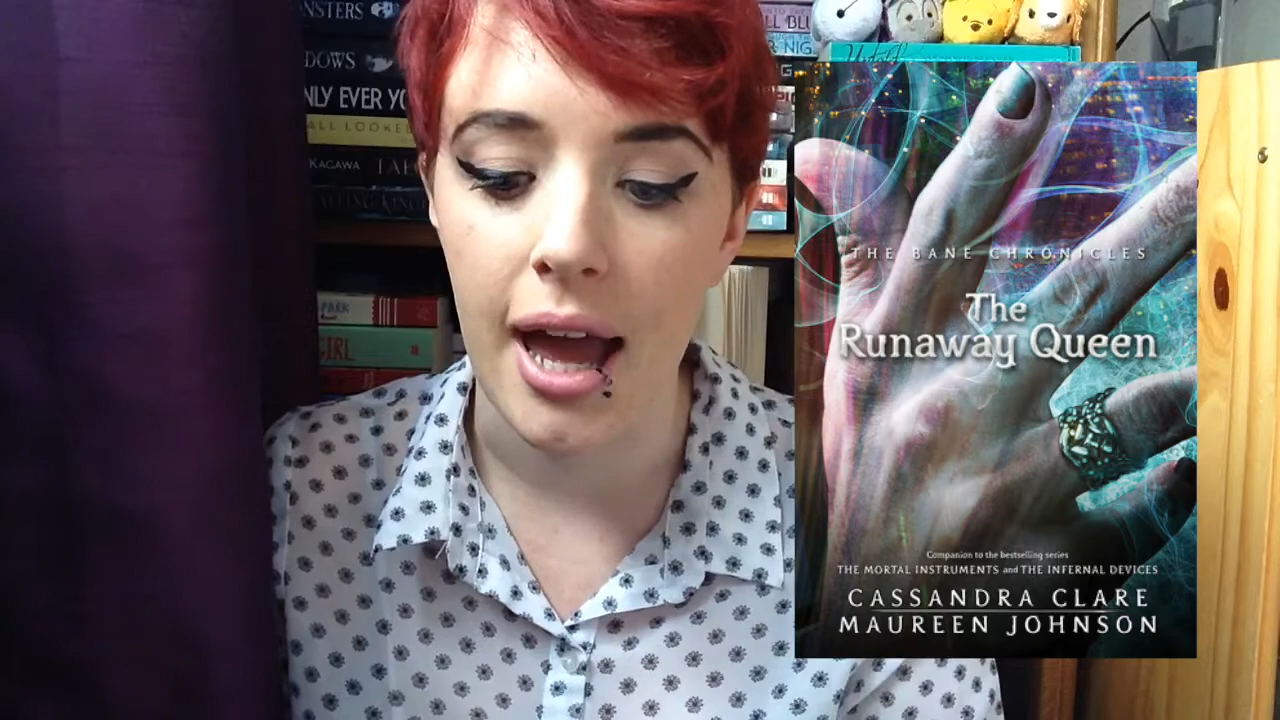 NSTERS
DOWS
NLY EVER YO
ALL LOOKED
KAGAWA
PARK
GIRL
THE BANE CHRONICLES
The
Runaway Queen
Companion to the bestselling series
THE MORTAL INSTRUMENTS and THE INFERNAL DEVICES
CASSANDRA CLARE
MAUREEN JOHNSON